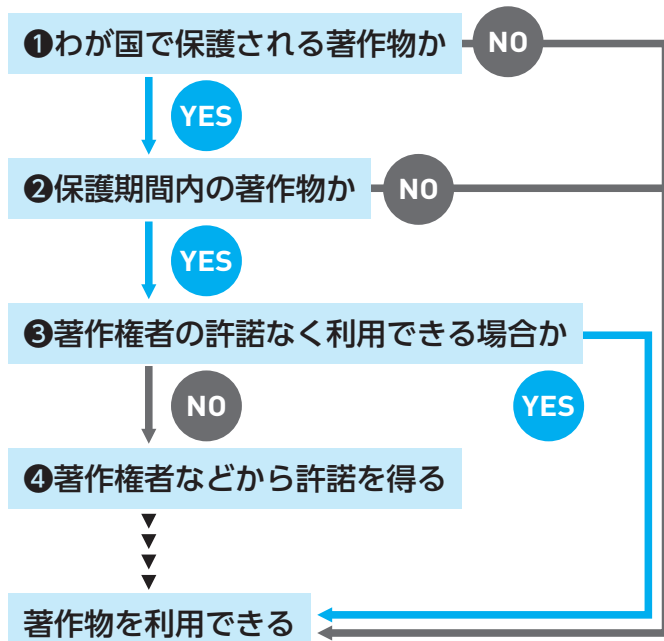 ❶わが国で保護される著作物か
NO
YES
❷保護期間内の著作物か
NO
YES
❸著作権者の許諾なく利用できる場合か
NO
YES
❹著作権者などから許諾を得る
著作物を利用できる